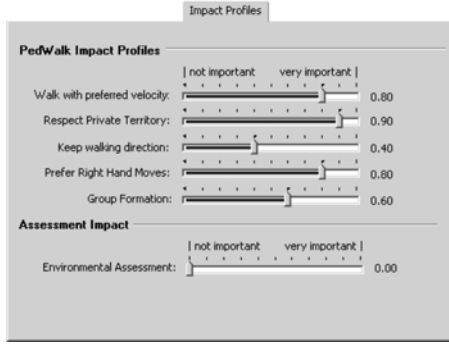 Impact Profiles
PedWalk Impact Profiles
| not important very important |
Walk with preferred velocity: 0.80
Respect Private Territory: 0.90
Keep walking direction: 0.40
Prefer Right Hand Moves: 0.80
Group Formation: 0.60
Assessment Impact
| not important very important |
Environmental Assessment: 0.00